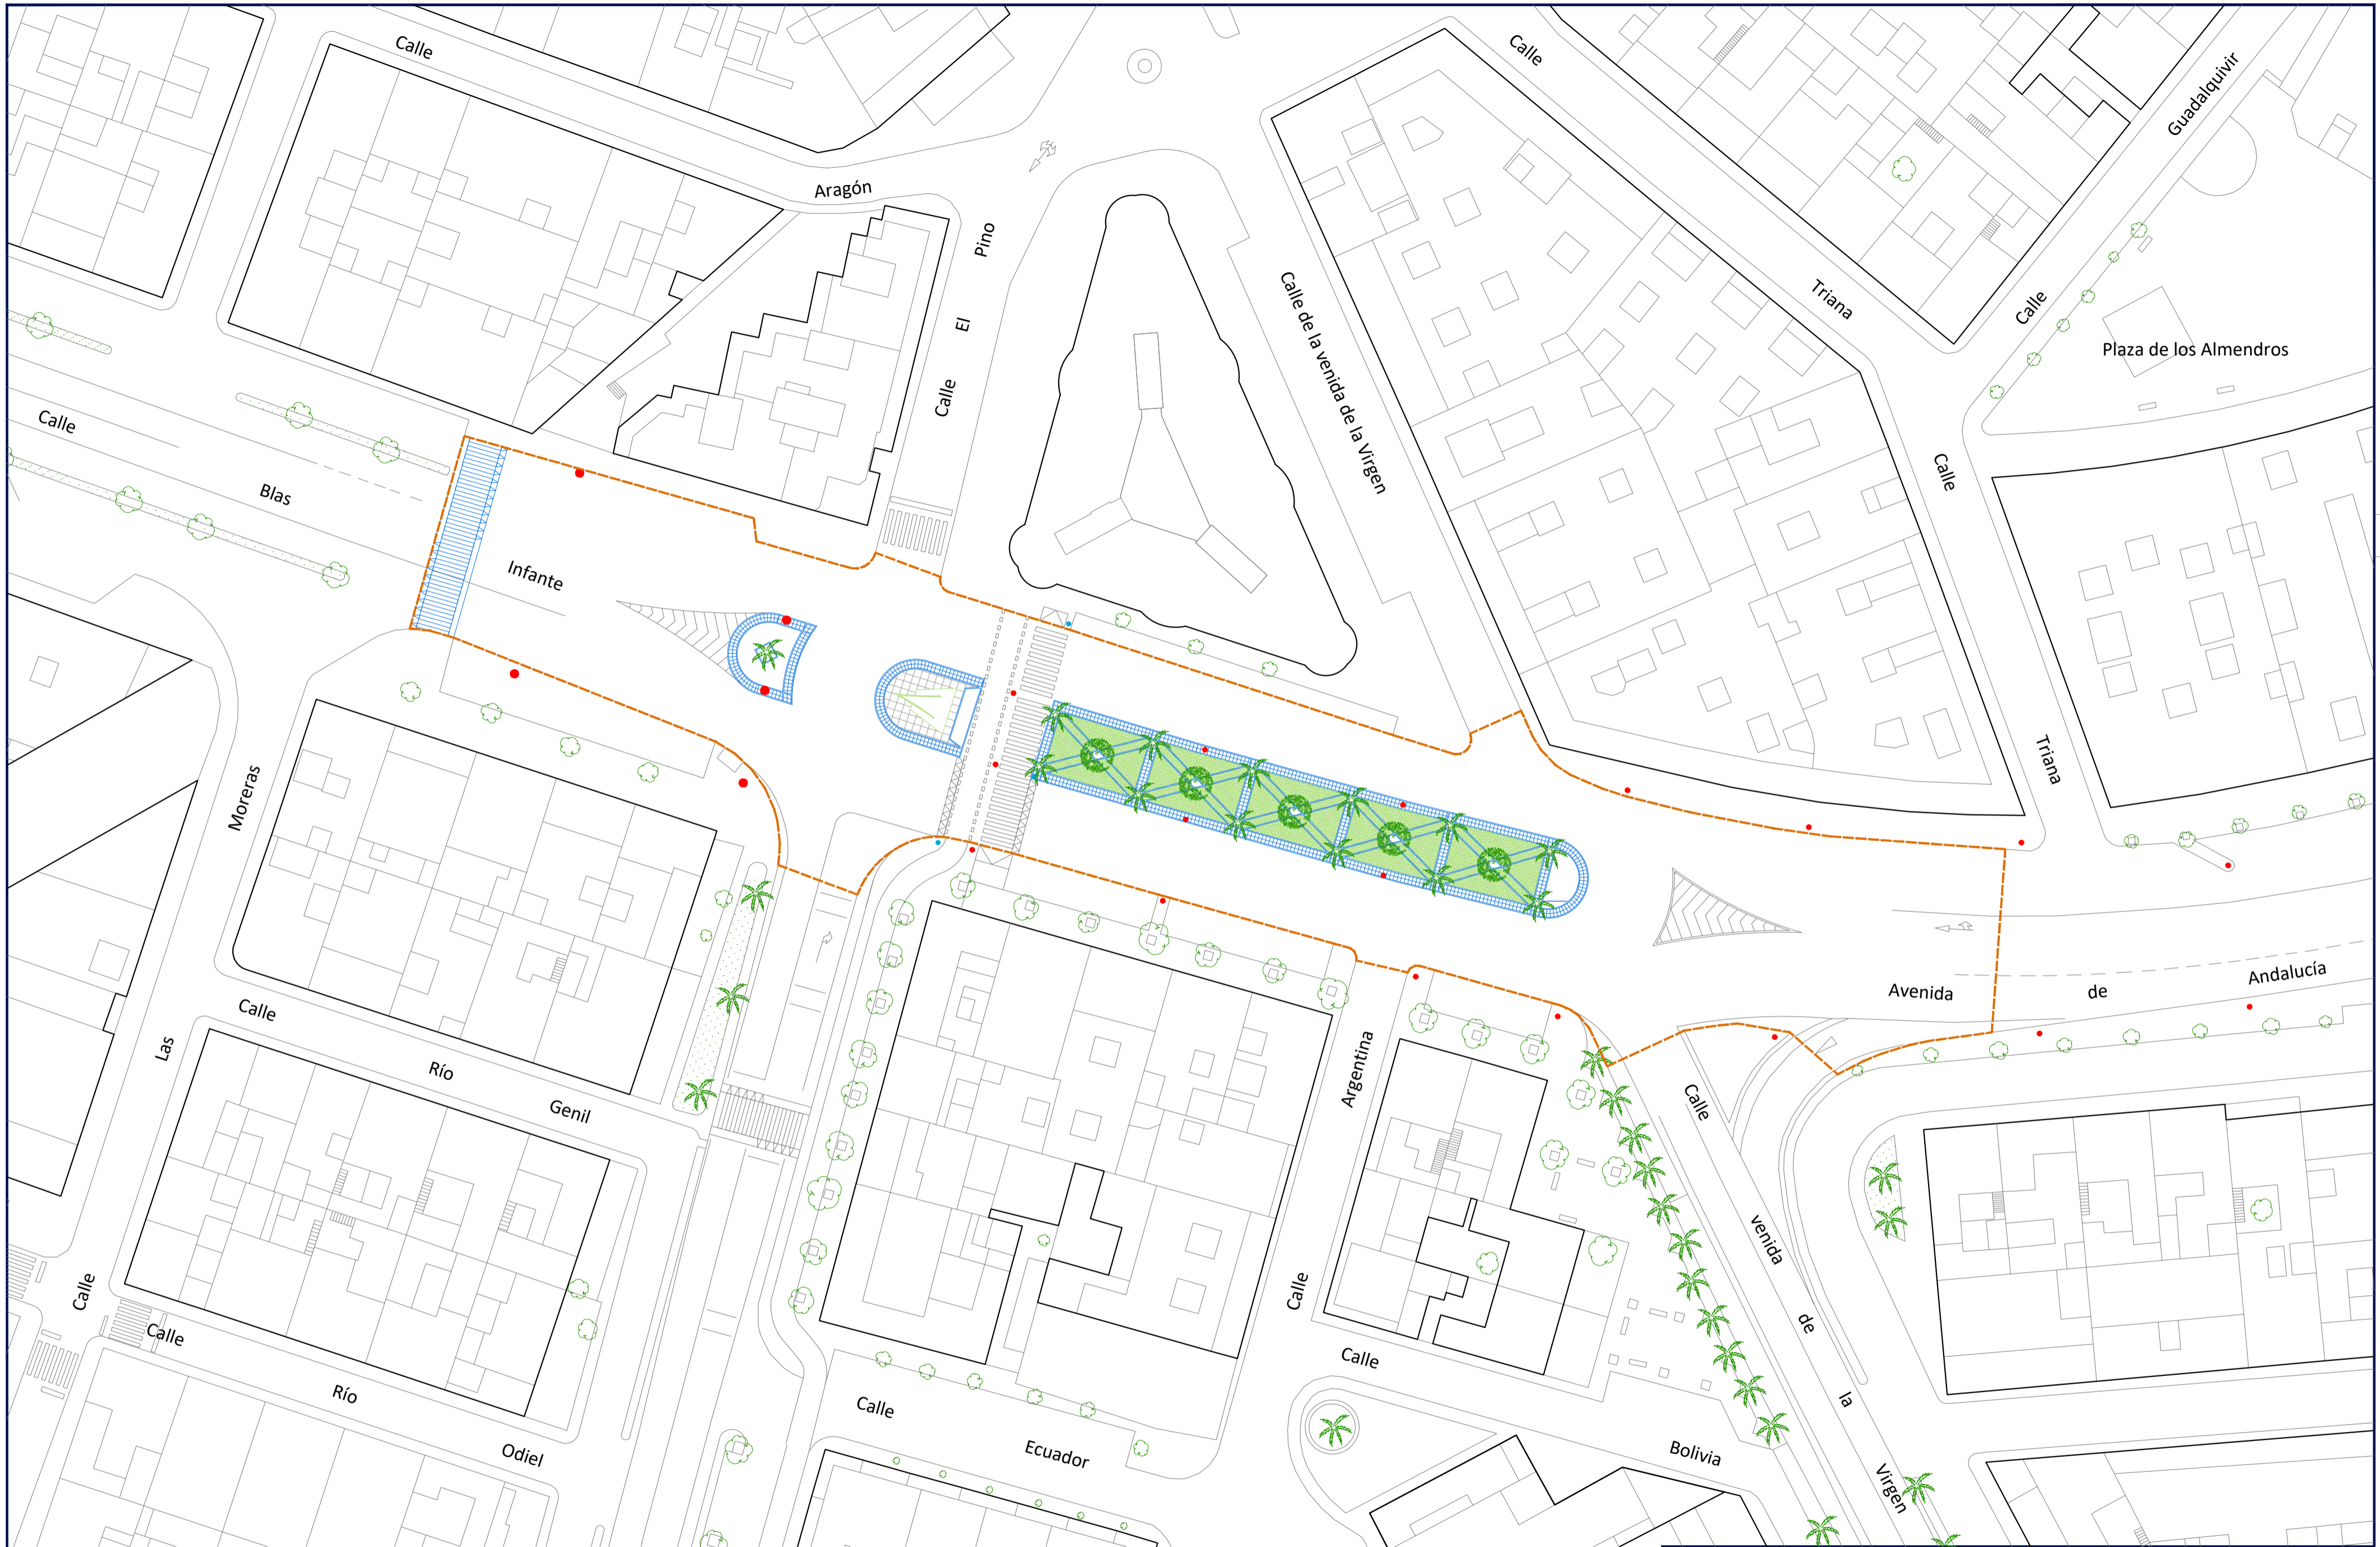 Calle
Aragón
Calle El Pino
Calle de la venida de la Virgen
Calle
Triana
Calle
Guadalquivir
Plaza de los Almendros
Calle
Triana
Calle
Blas
Infante
Calle
Las
Moreras
Calle
Río
Genil
Calle
Río
Odiel
Calle
Ecuador
Calle
Argentina
Calle
Bolivia
Calle
venida
de
la
Virgen
Avenida
de
Andalucía